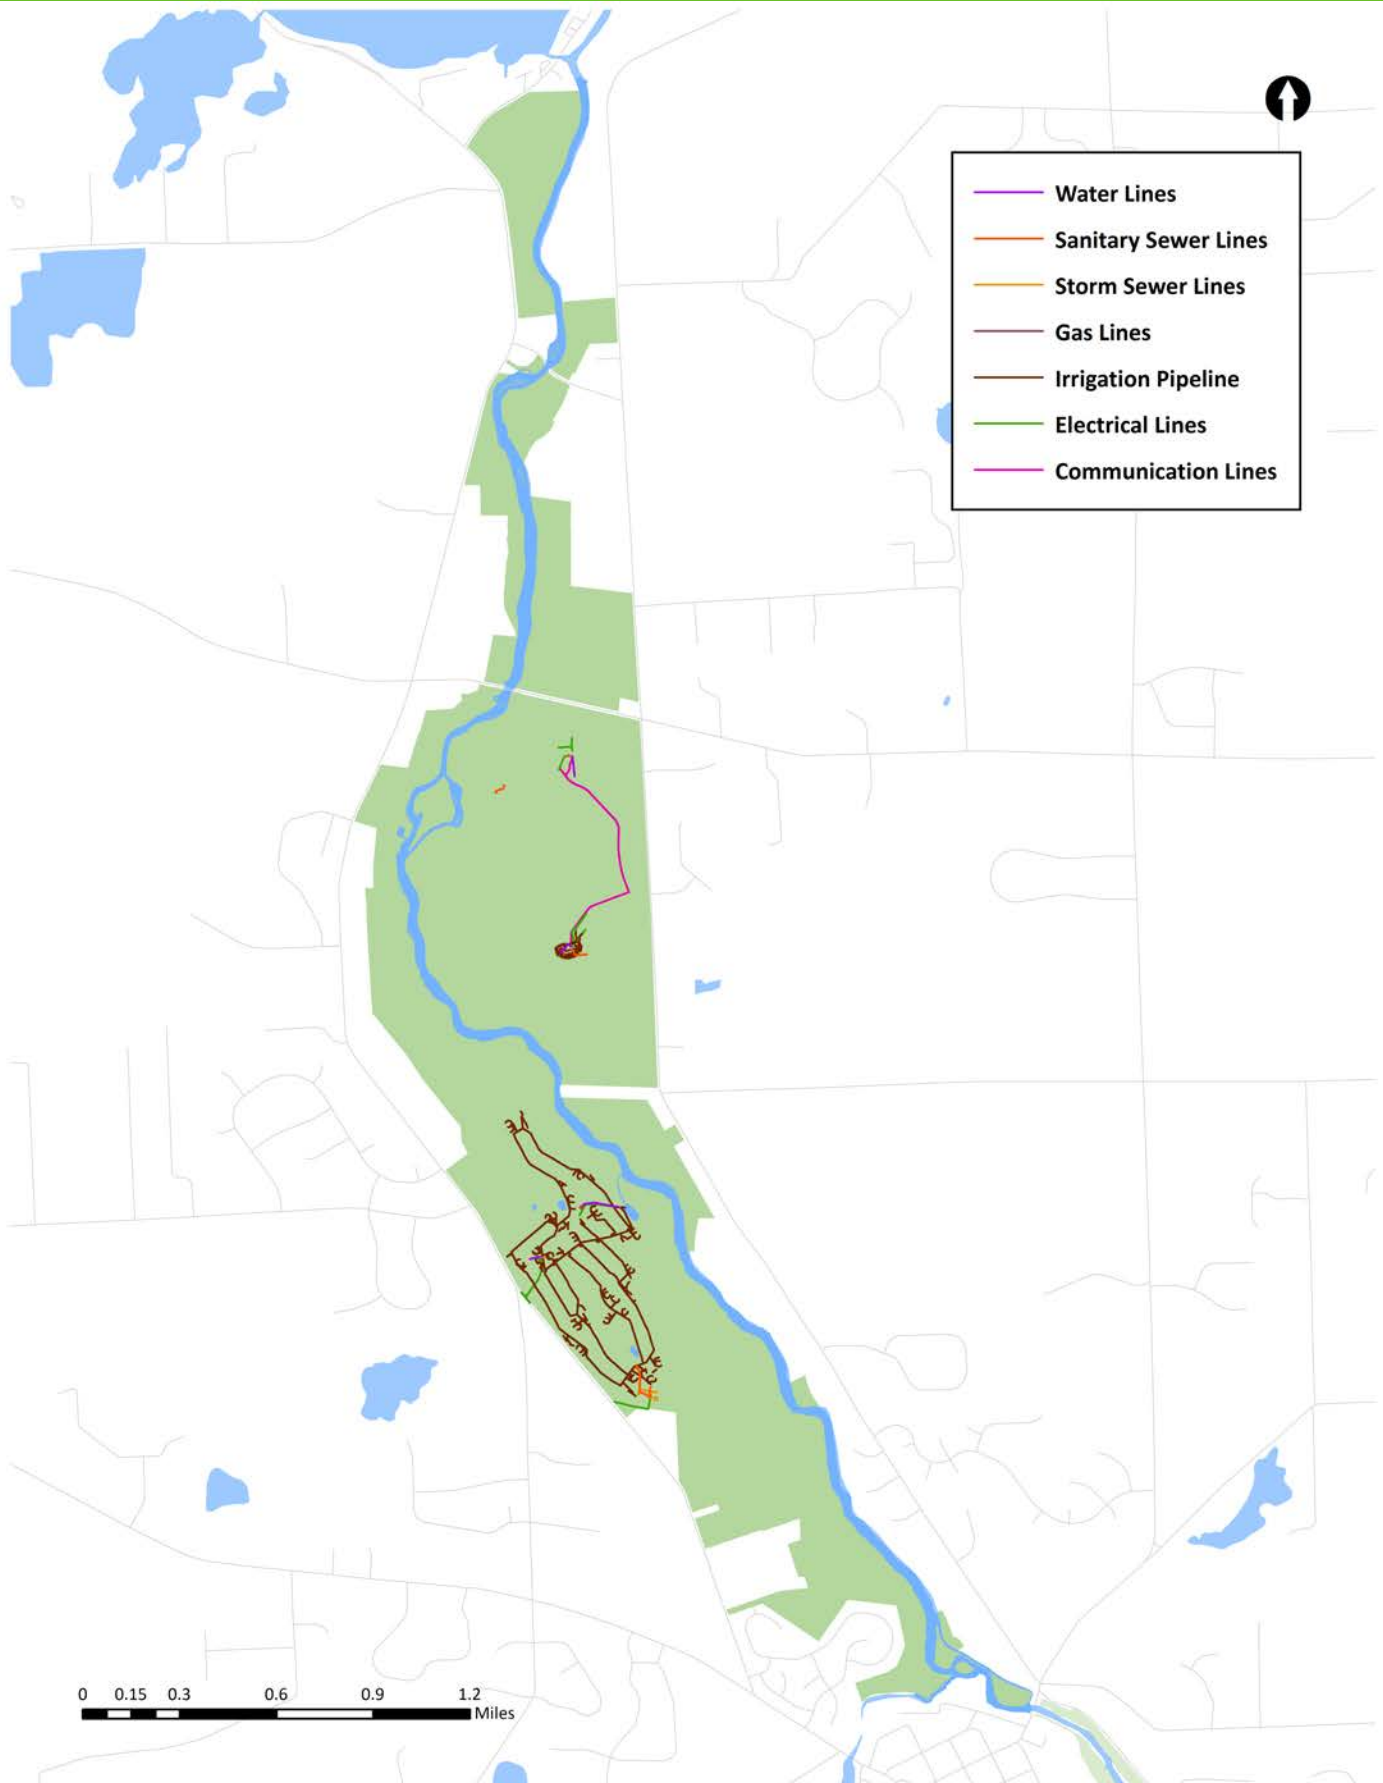 Water Lines
Sanitary Sewer Lines
Storm Sewer Lines
Gas Lines
Irrigation Pipeline
Electrical Lines
Communication Lines
0 0.15 0.3 0.6 0.9 1.2
Miles